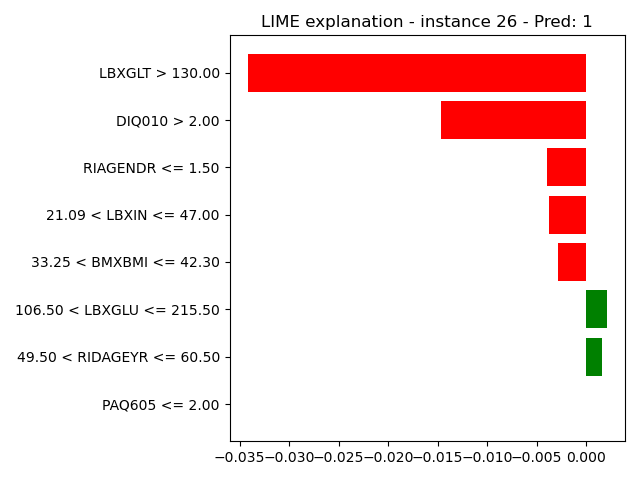 LIME explanation - instance 26 - Pred: 1
LBXGLT > 130.00
DIQ010 > 2.00
RIAGENDR <= 1.50
21.09 < LBXIN <= 47.00
33.25 < BMXBMI <= 42.30
106.50 < LBXGLU <= 215.50
49.50 < RIDAGEYR <= 60.50
PAQ605 <= 2.00
−0.035 −0.030 −0.025 −0.020 −0.015 −0.010 −0.005 0.000